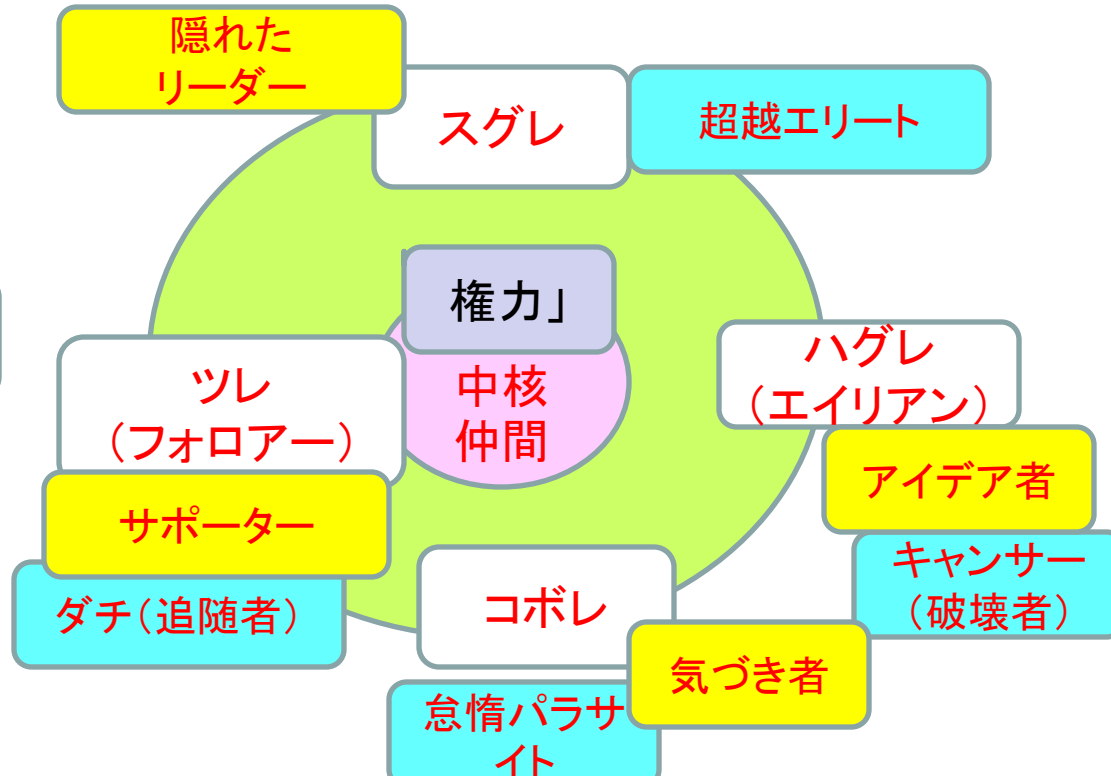 隠れた
リーダー
スグレ
超越エリート
権力」
中核
仲間
ツレ
（フォロアー）
ハグレ
（エイリアン）
サポーター
アイデア者
ダチ（追随者）
コボレ
キャンサー
（破壊者）
気づき者
怠惰パラサ
イト